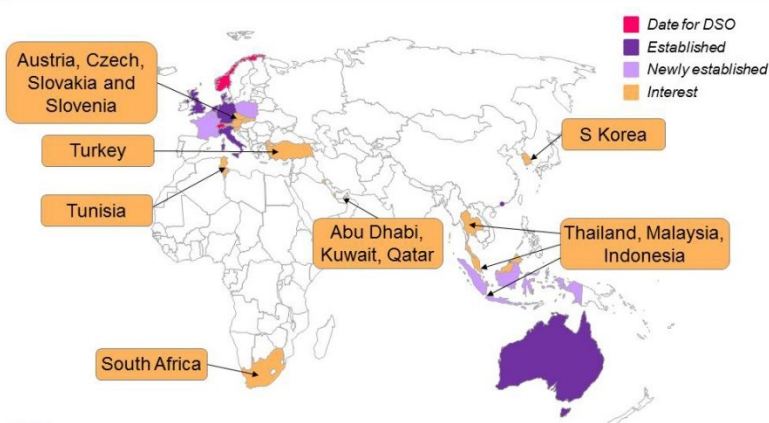 Date for DSO
Established
Newly established
Interest
Austria, Czech,
Slovakia and
Slovenia
Turkey
Tunisia
S Korea
Abu Dhabi,
Kuwait, Qatar
Thailand, Malaysia,
Indonesia
South Africa